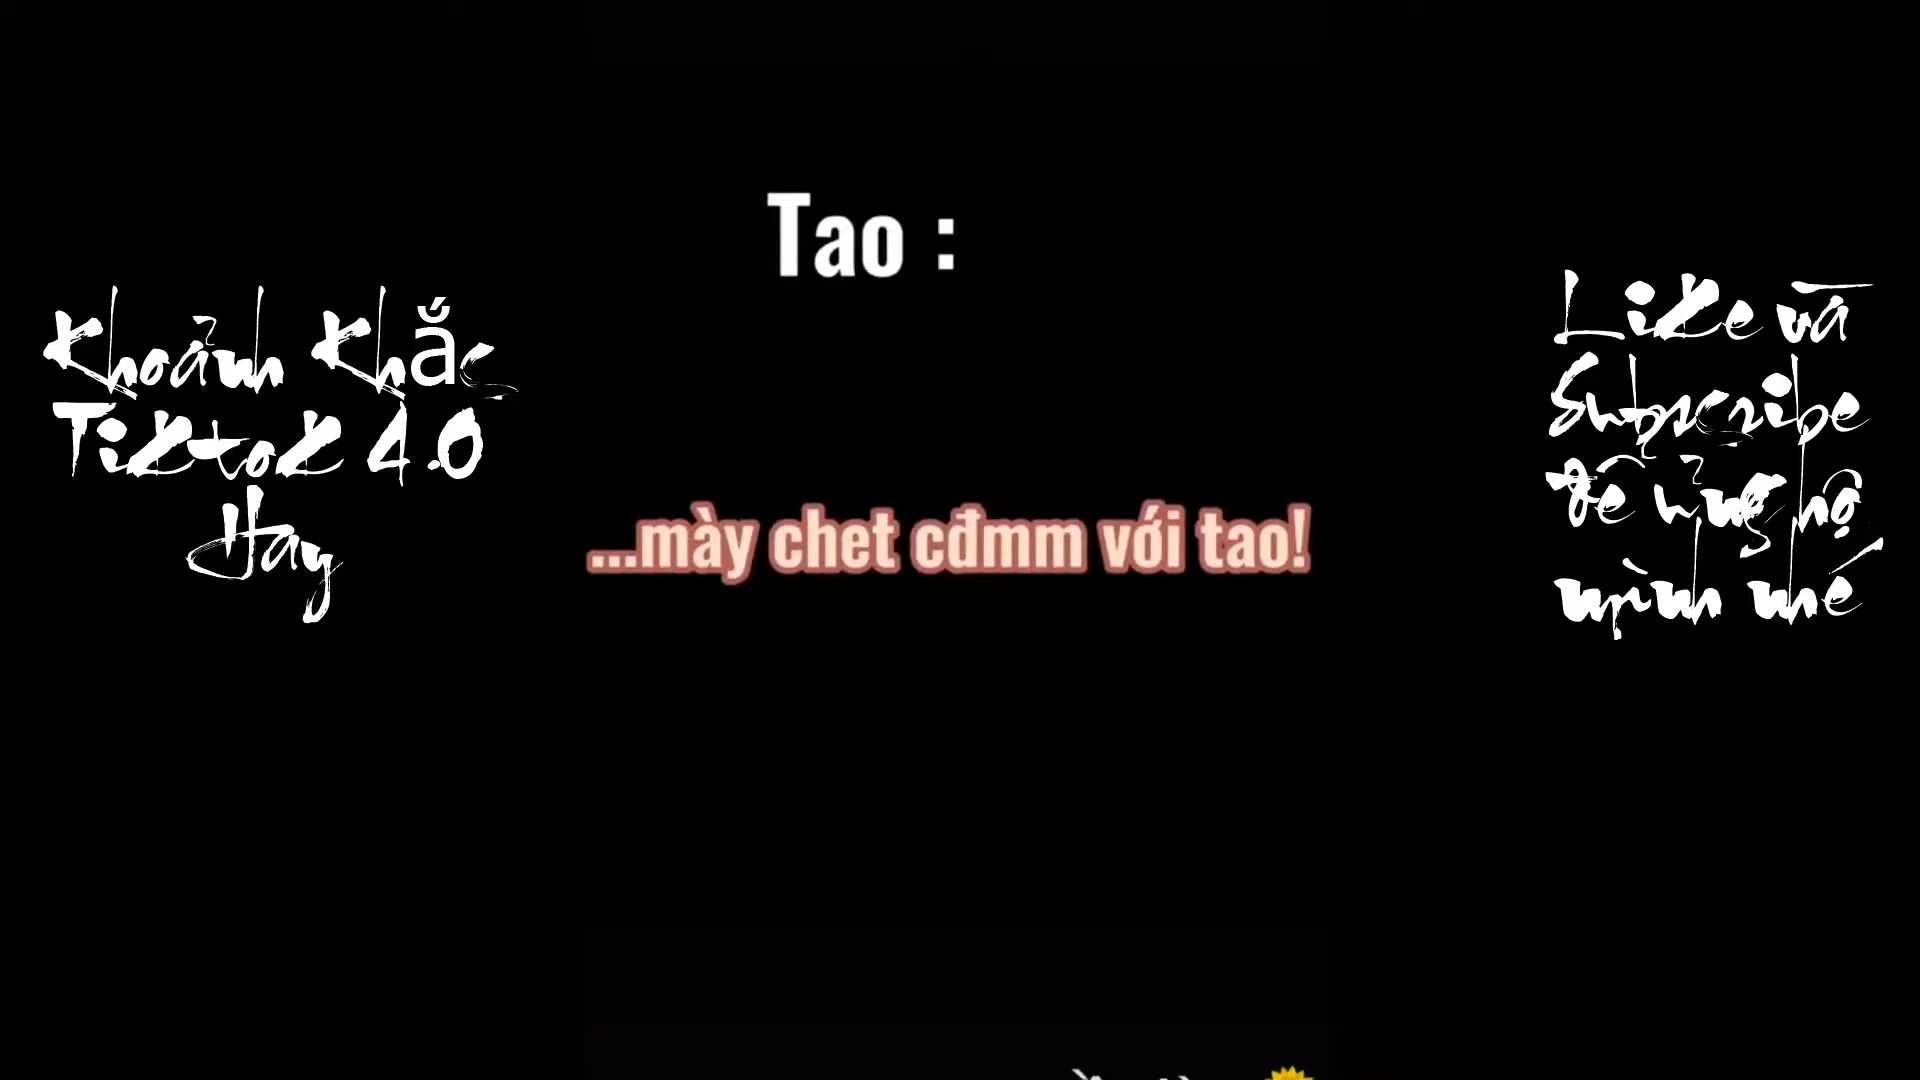 Tao :
Khoảnh Khắc
Tiktok 4.0
Hay
...mày chet cđmm với tao!
Like và
Subscribe
để ủng hộ
mình nhé